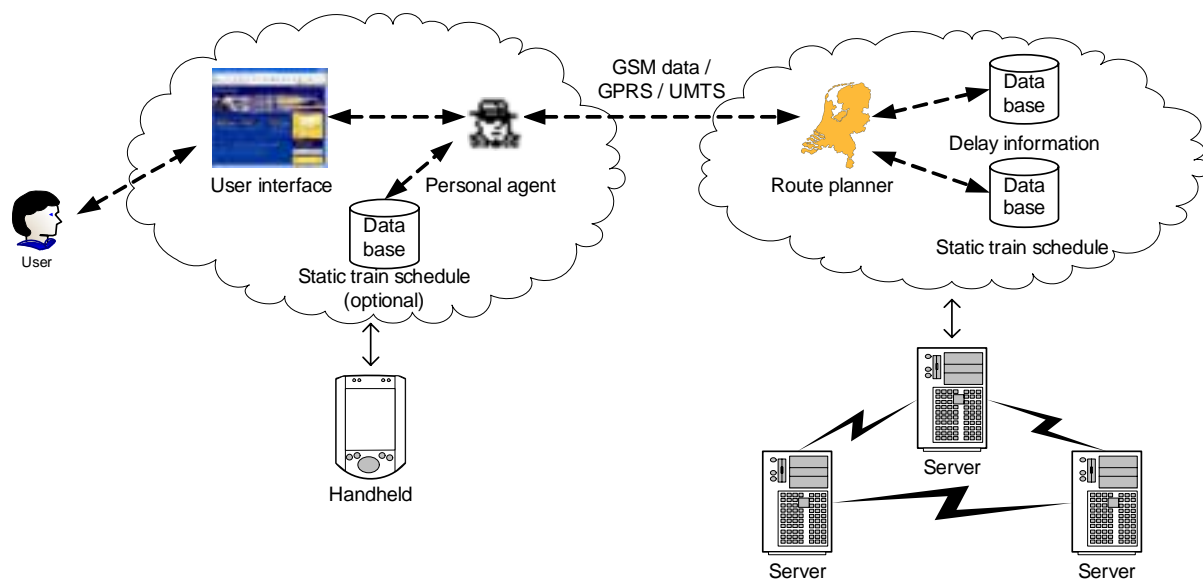 GSM data /
GPRS / UMTS
Data
base
Delay information
User interface
Personal agent
Route planner
Data
base
Static train schedule
User
Data
base
Static train schedule
(optional)
Handheld
Server
Server
Server